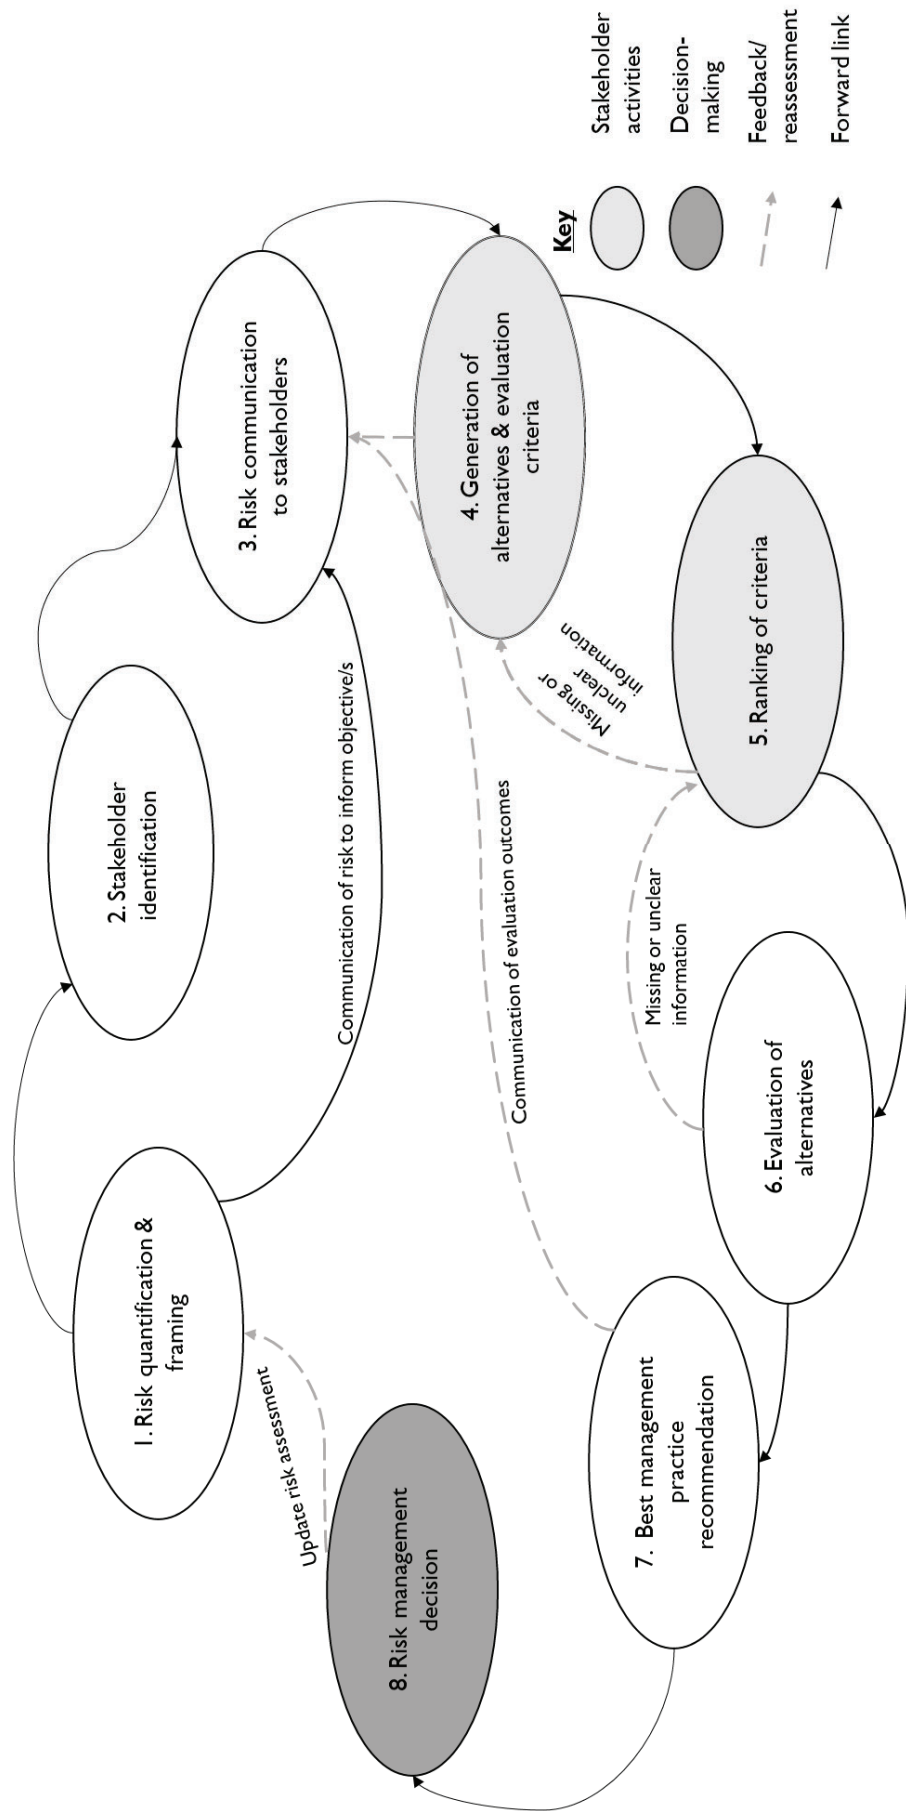 1. Risk quantification &
framing
2. Stakeholder
identification
3. Risk communication
to stakeholders
Communication of risk to inform objective/s
4. Generation of
alternatives & evaluation
criteria
Missing or
unclear
information
5. Ranking of criteria
Missing or unclear
information
6. Evaluation of
alternatives
Communication of evaluation outcomes
7. Best management
practice
recommendation
8. Risk management
decision
Update risk assessment
Key
Stakeholder
activities
Decision-
making
Feedback/
reassessment
Forward link